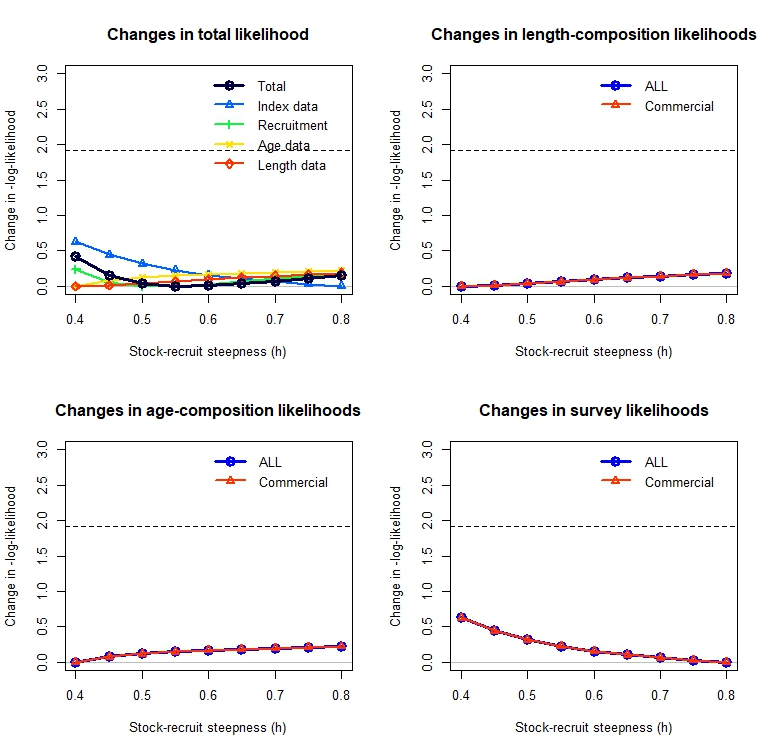 Changes in total likelihood
Change in -log-likelihood
3.0
2.5
2.0
1.5
1.0
0.5
0.0
Total
Index data
Recruitment
Age data
Length data
0.4 0.5 0.6 0.7 0.8
Stock-recruit steepness (h)
Changes in length-composition likelihoods
Change in -log-likelihood
3.0
2.5
2.0
1.5
1.0
0.5
0.0
ALL
Commercial
0.4 0.5 0.6 0.7 0.8
Stock-recruit steepness (h)
Changes in age-composition likelihoods
Change in -log-likelihood
3.0
2.5
2.0
1.5
1.0
0.5
0.0
ALL
Commercial
0.4 0.5 0.6 0.7 0.8
Stock-recruit steepness (h)
Changes in survey likelihoods
Change in -log-likelihood
3.0
2.5
2.0
1.5
1.0
0.5
0.0
ALL
Commercial
0.4 0.5 0.6 0.7 0.8
Stock-recruit steepness (h)